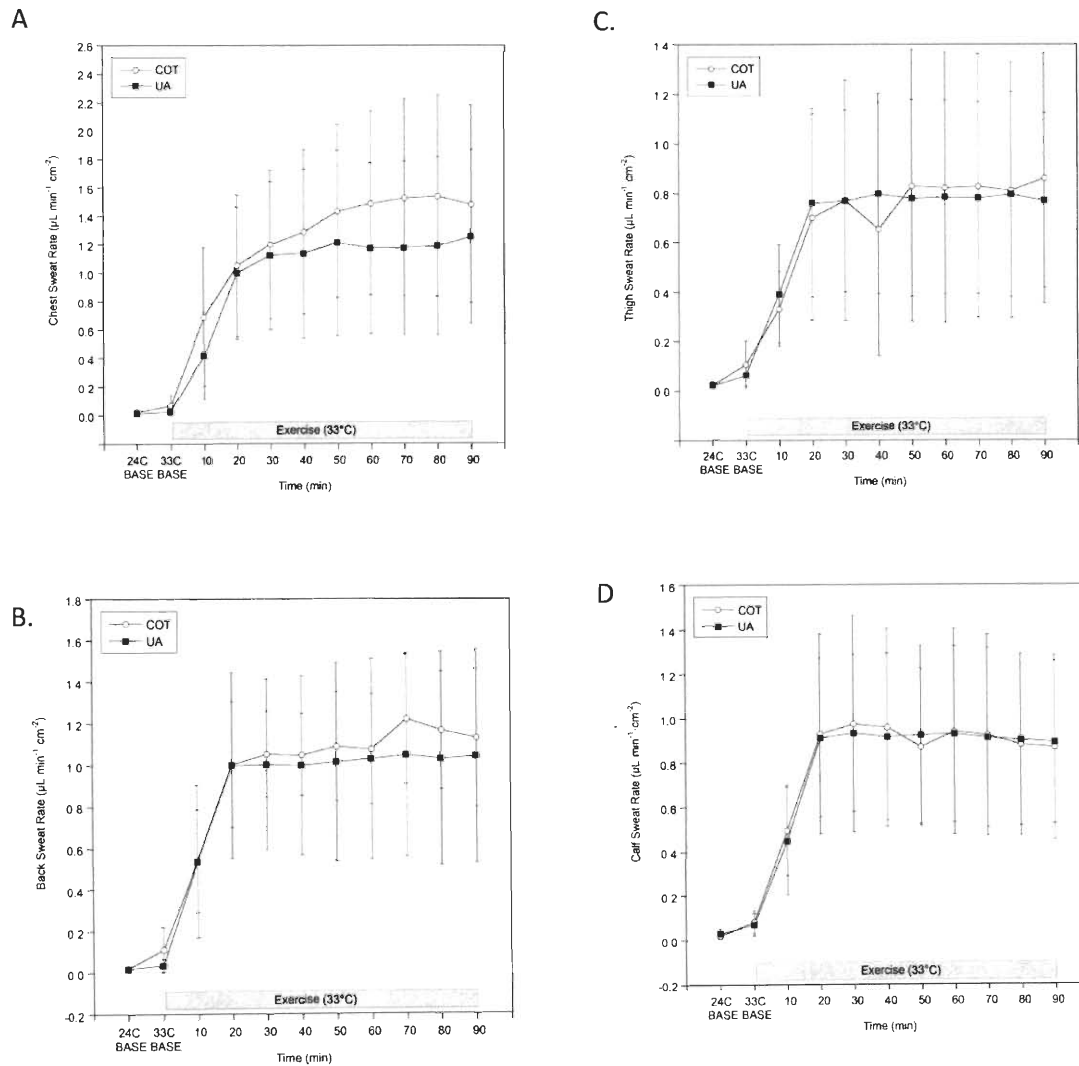 A
2.6
2.4
2.2
2.0
1.8
1.6
1.4
1.2
1.0
0.8
0.6
0.4
0.2
0.0
Chest Sweat Rate (µL min⁻¹ cm⁻²)
COT
UA
Exercise (33°C)
24C BASE
33C BASE
10 20 30 40 50 60 70 80 90
Time (min)
C.
1.4
1.2
1.0
0.8
0.6
0.4
0.2
0.0
Thigh Sweat Rate (µL min⁻¹ cm⁻²)
COT
UA
Exercise (33°C)
24C BASE
33C BASE
10 20 30 40 50 60 70 80 90
Time (min)
B.
1.8
1.6
1.4
1.2
1.0
0.8
0.6
0.4
0.2
0.0
-0.2
Back Sweat Rate (µL min⁻¹ cm⁻²)
COT
UA
Exercise (33°C)
24C BASE
33C BASE
10 20 30 40 50 60 70 80 90
Time (min)
D
1.6
1.4
1.2
1.0
0.8
0.6
0.4
0.2
0.0
-0.2
Calf Sweat Rate (µL min⁻¹ cm⁻²)
COT
UA
Exercise (33°C)
24C BASE
33C BASE
10 20 30 40 50 60 70 80 90
Time (min)